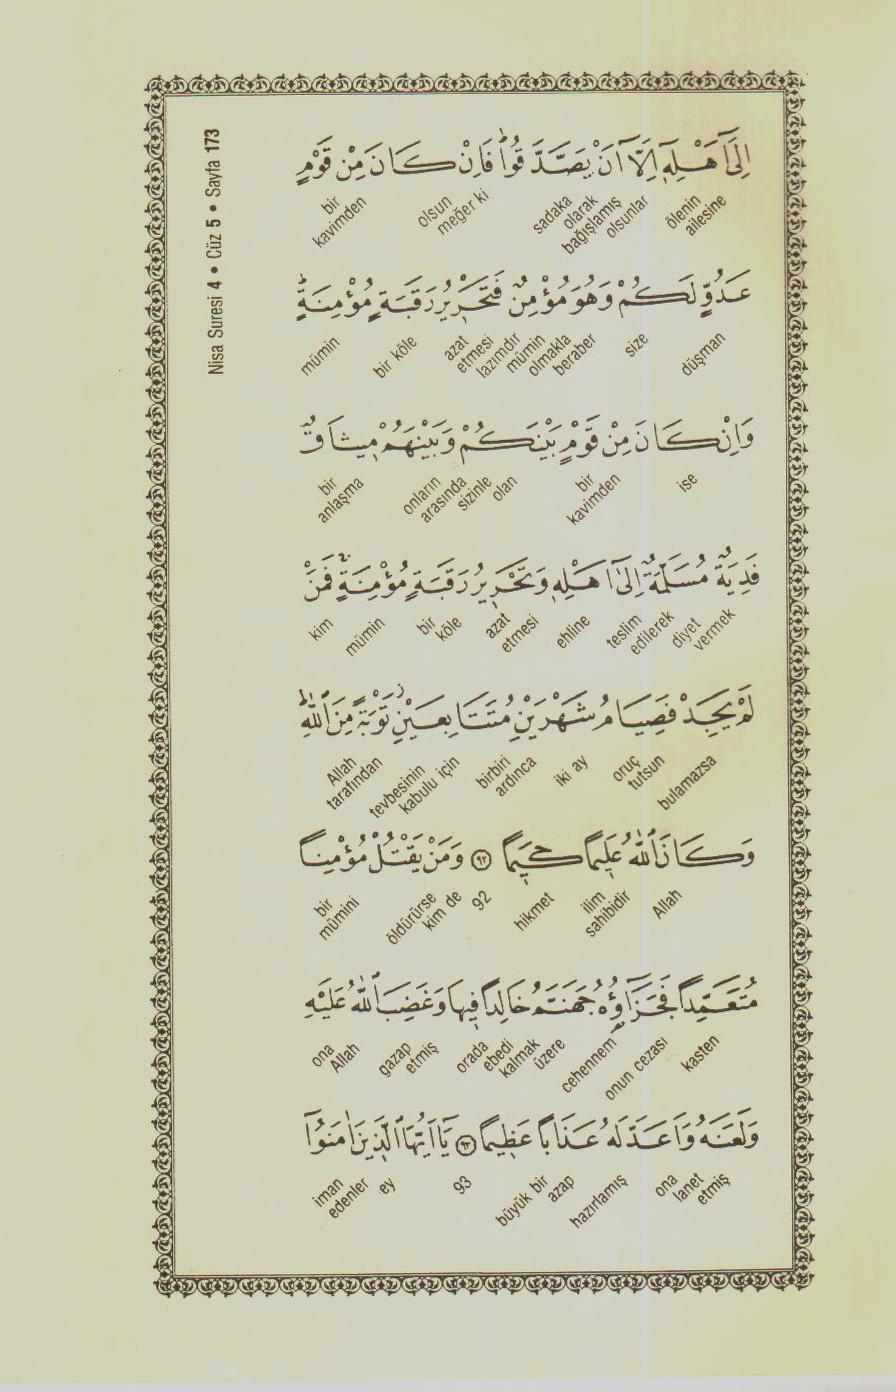 Nisa Suresi 4 • Cüz 5 • Sayfa 173
اِلٰٓى اَهْلِهٖٓ اِلَّٓا اَنْ يَصَّدَّقُواۜ فَاِنْ كَانَ مِنْ قَوْمٍ
ölenin ailesine sadaka olarak bağışlamış olsunlar olsun meğer ki bir kavimden
عَدُوٍّ لَكُمْ وَهُوَ مُؤْمِنٌ فَتَحْرٖيرُ رَقَبَةٍ مُؤْمِنَةٍۜ
düşman size mümin olmakla beraber azat etmesi lazımdır bir köle mümin
وَاِنْ كَانَ مِنْ قَوْمٍ بَيْنَكُمْ وَبَيْنَهُمْ مٖيثَاقٌ
ise bir kavimden onların arasında sizinle olan bir anlaşma
فَدِيَةٌ مُسَلَّمَةٌ اِلٰٓى اَهْلِهٖ وَتَحْرٖيرُ رَقَبَةٍ مُؤْمِنَةٍۚ فَمَنْ
diyet vermek teslim edilerek ehline azat etmesi bir köle mümin kim
لَمْ يَجِدْ فَصِيَامُ شَهْرَيْنِ مُتَتَابِعَيْنِۘ تَوْبَةً مِنَ اللّٰهِۜ
bulamazsa oruç tutsun iki ay birbiri ardınca tevbesinin kabulu için Allah tarafından
وَكَانَ اللّٰهُ عَلٖيمًا حَكٖيمًا ﴿٩٢﴾ وَمَنْ يَقْتُلْ مُؤْمِنًا
Allah ilim sahibidir hikmet 92 öldürürse kim de bir mümini
مُتَعَمِّدًا فَجَزَٓاؤُ۬هُ جَهَنَّمُ خَالِدًا فٖيهَا وَغَضِبَ اللّٰهُ عَلَيْهِ
kasten onun cezası cehennem orada ebedi kalmak üzere gazap etmiş ona Allah
وَلَعَنَهُ وَاَعَدَّ لَهُ عَذَابًا عَظٖيمًا ﴿٩٣﴾ يَٓا اَيُّهَا الَّذٖينَ اٰمَنُٓوا
ona lanet etmiş hazırlamış büyük bir azap 93 ey iman edenler